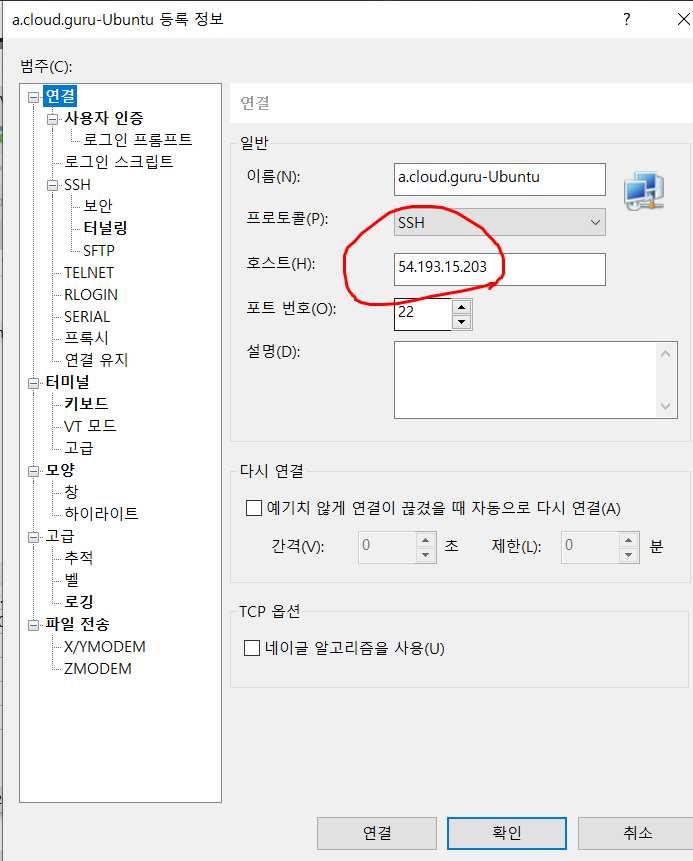 a.cloud.guru-Ubuntu 등록 정보
?
범주(C):
연결
사용자 인증
로그인 프롬프트
로그인 스크립트
SSH
보안
터널링
SFTP
TELNET
RLOGIN
SERIAL
프록시
연결 유지
터미널
키보드
VT 모드
고급
모양
창
하이라이트
고급
추적
벨
로깅
파일 전송
X/YMODEM
ZMODEM
연결
일반
이름(N): a.cloud.guru-Ubuntu
프로토콜(P): SSH
호스트(H): 54.193.15.203
포트 번호(O): 22
설명(D):
다시 연결
예기치 않게 연결이 끊겼을 때 자동으로 다시 연결(A)
간격(V): 0 초 제한(L): 0 분
TCP 옵션
네이글 알고리즘을 사용(U)
연결 확인 취소